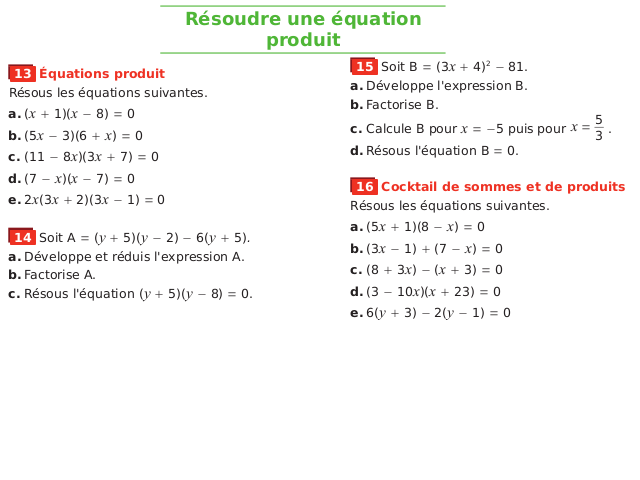 Résoudre une équation
produit
13 Équations produit
Résous les équations suivantes.
a. (x + 1)(x − 8) = 0
b. (5x − 3)(6 + x) = 0
c. (11 − 8x)(3x + 7) = 0
d. (7 − x)(x − 7) = 0
e. 2x(3x + 2)(3x − 1) = 0
14 Soit A = (y + 5)(y − 2) − 6(y + 5).
a. Développe et réduis l'expression A.
b. Factorise A.
c. Résous l'équation (y + 5)(y − 8) = 0.
15 Soit B = (3x + 4)² − 81.
a. Développe l'expression B.
b. Factorise B.
c. Calcule B pour x = −5 puis pour x = 5/3 .
d. Résous l'équation B = 0.
16 Cocktail de sommes et de produits
Résous les équations suivantes.
a. (5x + 1)(8 − x) = 0
b. (3x − 1) + (7 − x) = 0
c. (8 + 3x) − (x + 3) = 0
d. (3 − 10x)(x + 23) = 0
e. 6(y + 3) − 2(y − 1) = 0